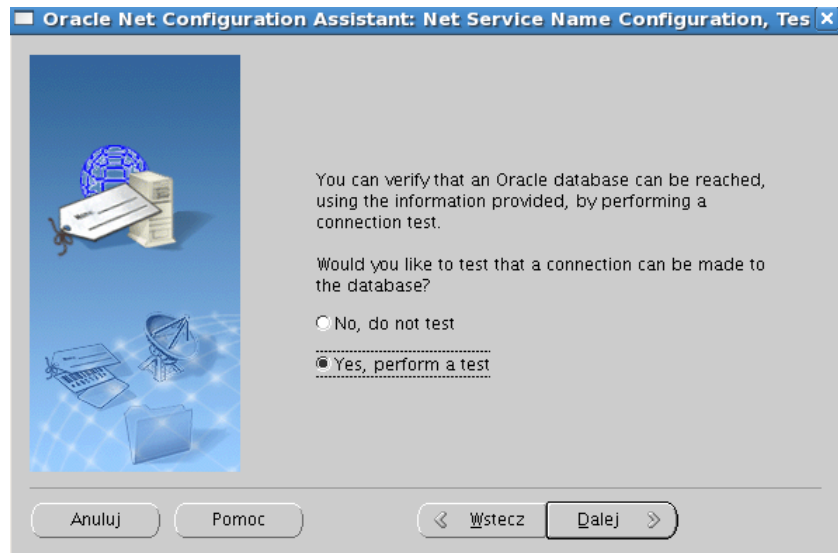 Oracle Net Configuration Assistant: Net Service Name Configuration, Tes
You can verify that an Oracle database can be reached,
using the information provided, by performing a
connection test.
Would you like to test that a connection can be made to
the database?
No, do not test
Yes, perform a test
Anuluj
Pomoc
Wstecz
Dalej